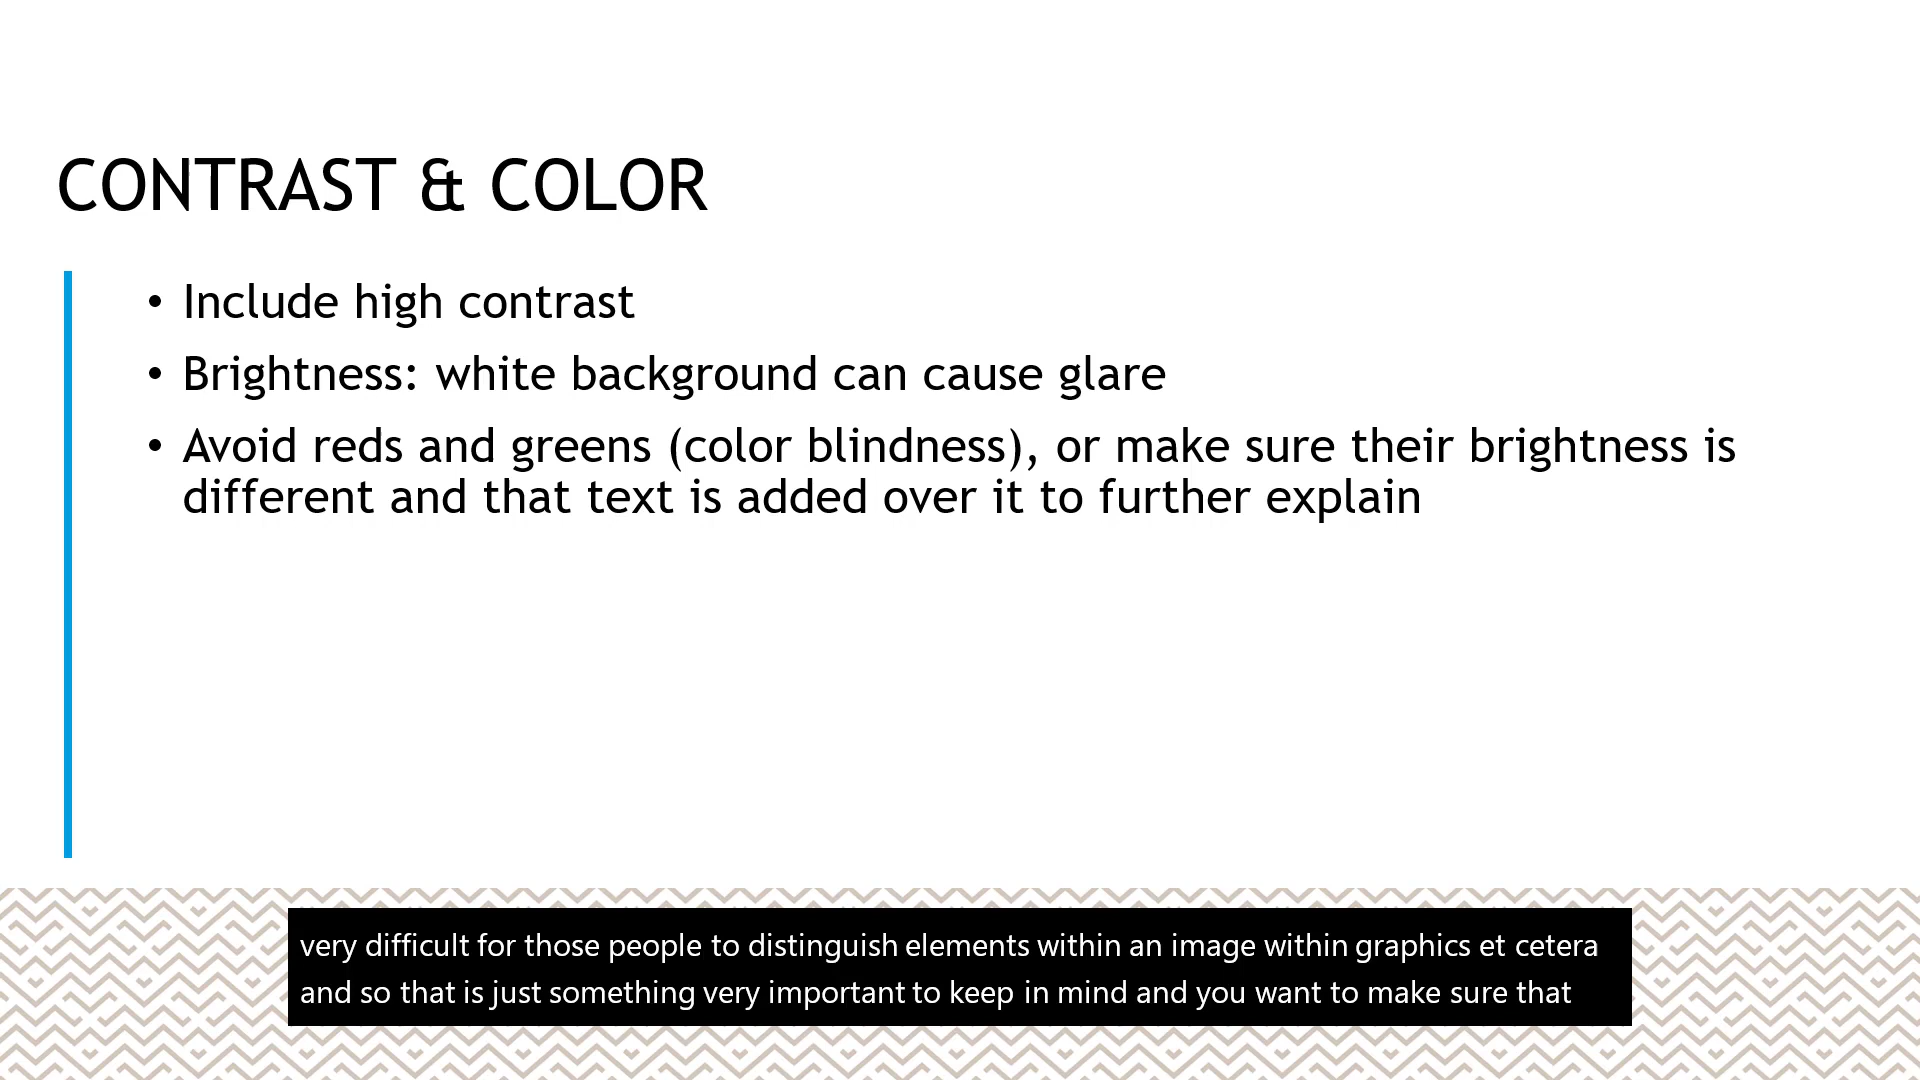 CONTRAST & COLOR
• Include high contrast
• Brightness: white background can cause glare
• Avoid reds and greens (color blindness), or make sure their brightness is
different and that text is added over it to further explain
very difficult for those people to distinguish elements within an image within graphics et cetera
and so that is just something very important to keep in mind and you want to make sure that